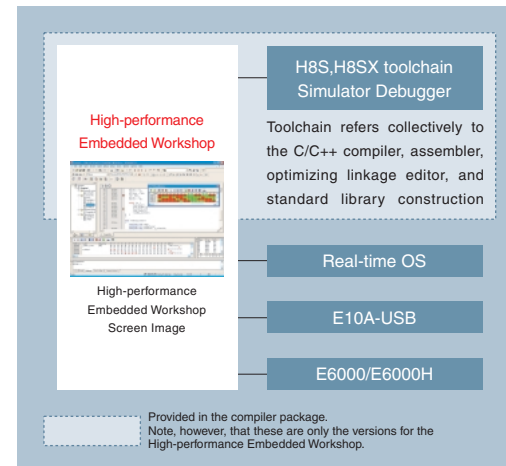 High-performance
Embedded Workshop
High-performance
Embedded Workshop
Screen Image
H8S,H8SX toolchain
Simulator Debugger
Toolchain refers collectively to
the C/C++ compiler, assembler,
optimizing linkage editor, and
standard library construction
Real-time OS
E10A-USB
E6000/E6000H
Provided in the compiler package.
Note, however, that these are only the versions for the
High-performance Embedded Workshop.